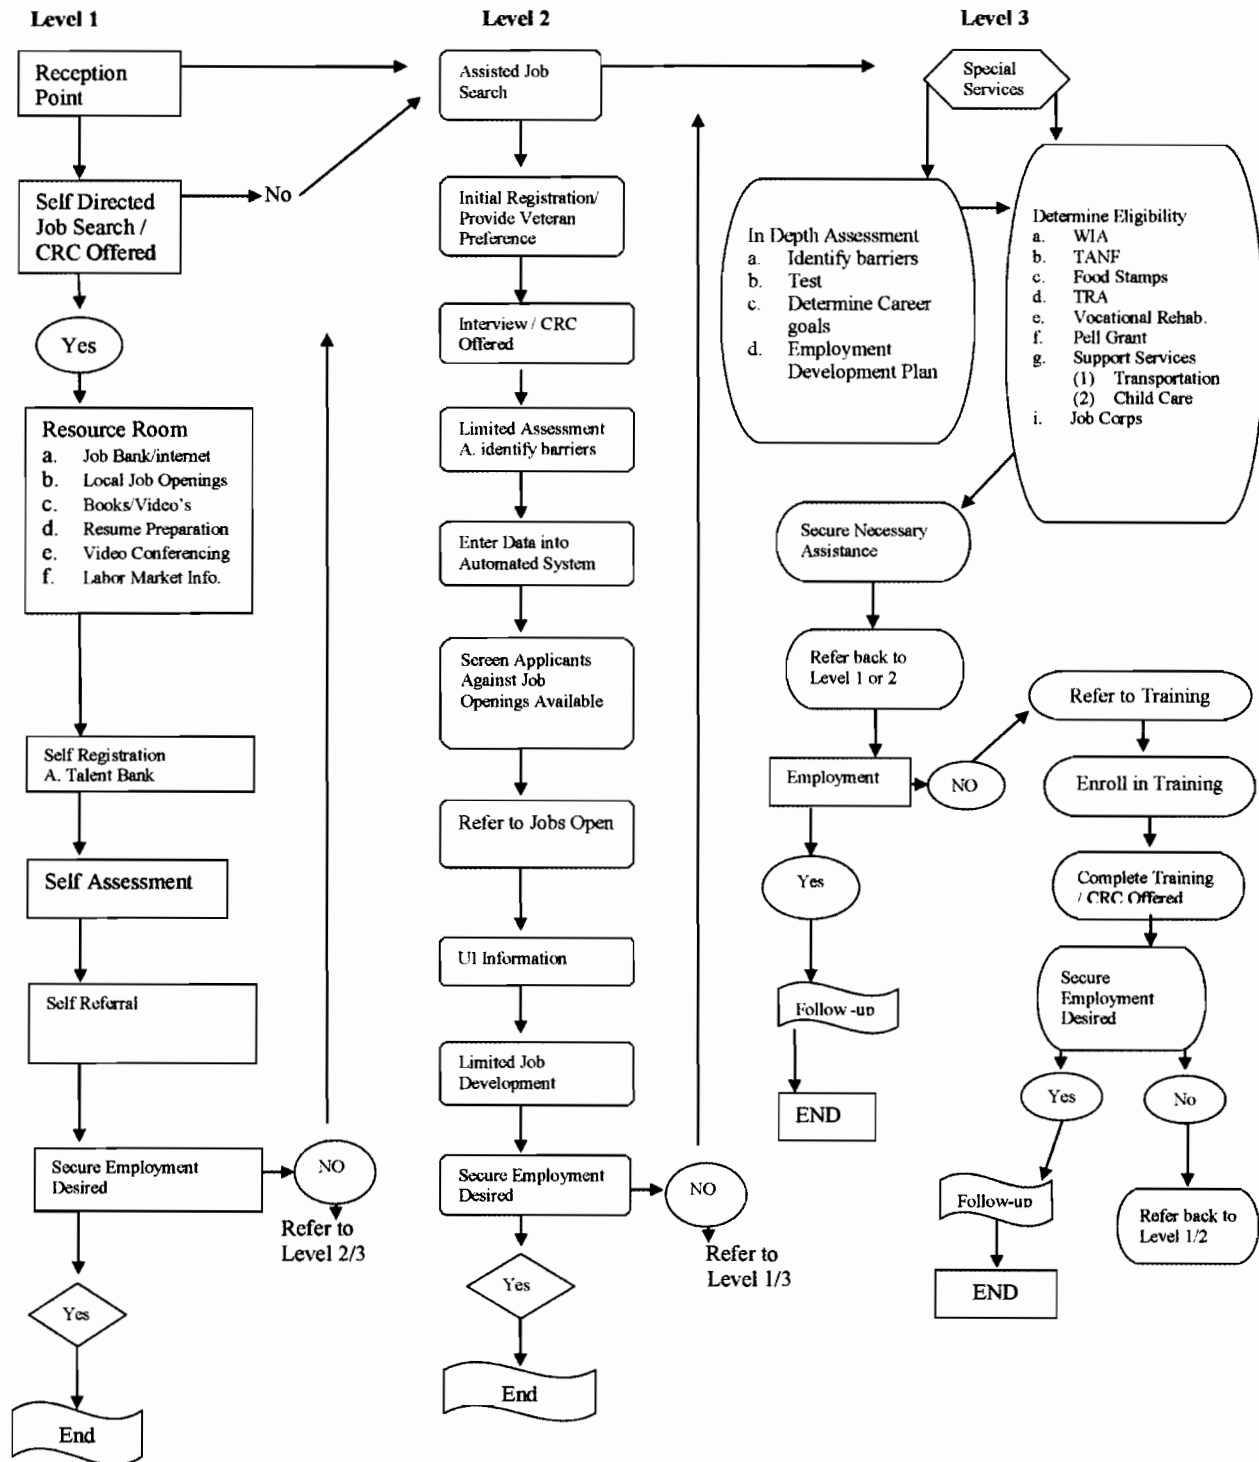 Level 1
Reception
Point
Self Directed
Job Search /
CRC Offered
No
Yes
Resource Room
a. Job Bank/internet
b. Local Job Openings
c. Books/Video's
d. Resume Preparation
e. Video Conferencing
f. Labor Market Info.
Self Registration
A. Talent Bank
Self Assessment
Self Referral
Secure Employment
Desired
NO
Refer to
Level 2/3
Yes
End
Level 2
Assisted Job
Search
Initial Registration/
Provide Veteran
Preference
Interview / CRC
Offered
Limited Assessment
A. identify barriers
Enter Data into
Automated System
Screen Applicants
Against Job
Openings Available
Refer to Jobs Open
UI Information
Limited Job
Development
Secure Employment
Desired
NO
Refer to
Level 1/3
Yes
End
Level 3
Special
Services
In Depth Assessment
a. Identify barriers
b. Test
c. Determine Career
goals
d. Employment
Development Plan
Determine Eligibility
a. WIA
b. TANF
c. Food Stamps
d. TRA
e. Vocational Rehab.
f. Pell Grant
g. Support Services
(1) Transportation
(2) Child Care
i. Job Corps
Secure Necessary
Assistance
Refer back to
Level 1 or 2
Employment
NO
Yes
Follow -up
END
Refer to Training
Enroll in Training
Complete Training
/ CRC Offered
Secure
Employment
Desired
Yes
No
Follow-up
END
Refer back to
Level 1/2